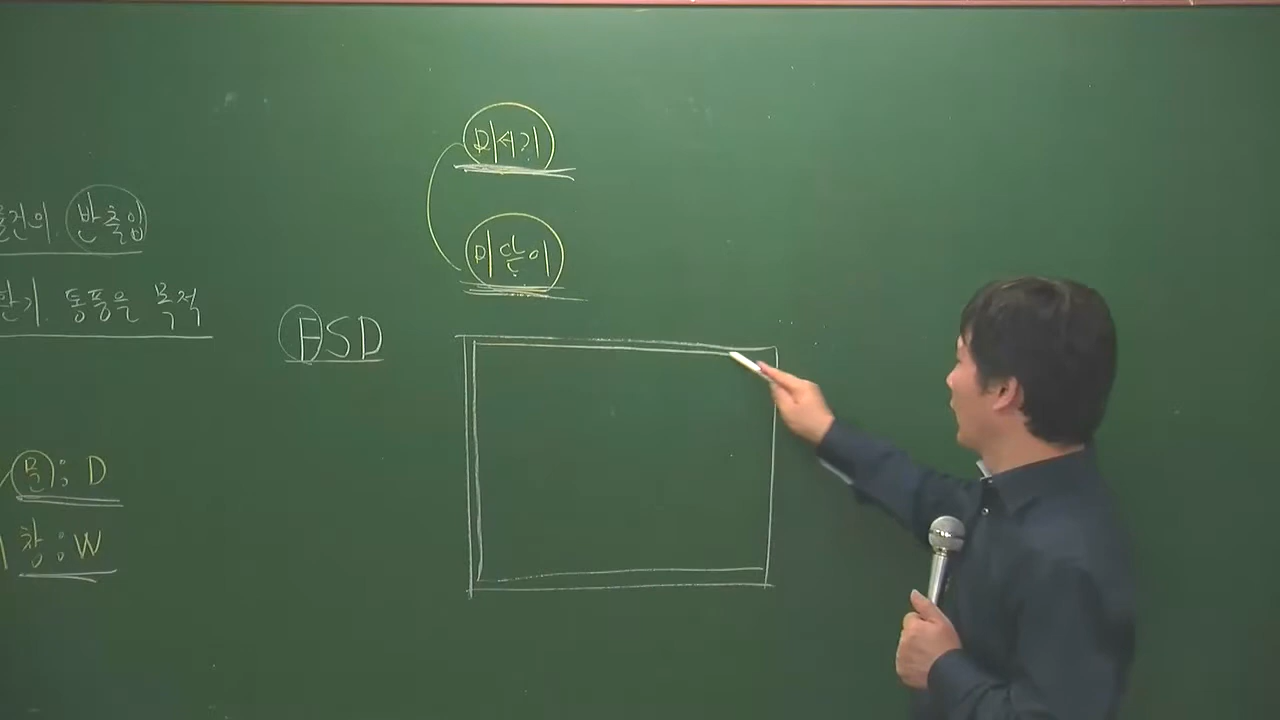 미서기
물건의 반출입
미닫이
환기. 통풍을 목적
FSD
문 : D
창 : W